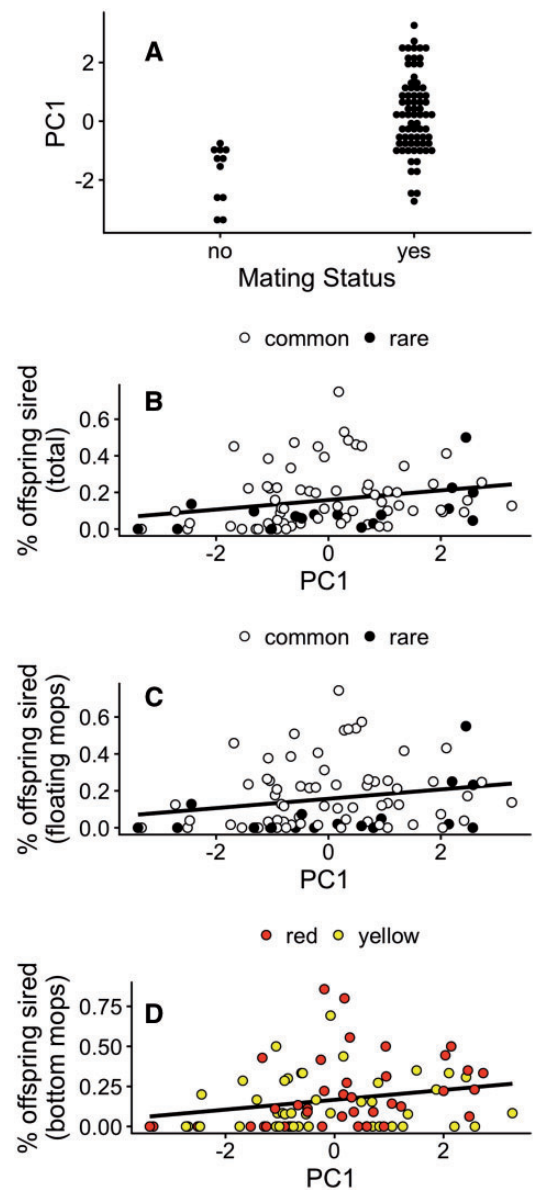 A
PC1
2
0
-2
no yes
Mating Status
common rare
B
% offspring sired
(total)
0.6
0.4
0.2
0.0
-2 0 2
PC1
common rare
C
% offspring sired
(floating mops)
0.6
0.4
0.2
0.0
-2 0 2
PC1
red yellow
D
% offspring sired
(bottom mops)
0.75
0.50
0.25
0.00
-2 0 2
PC1